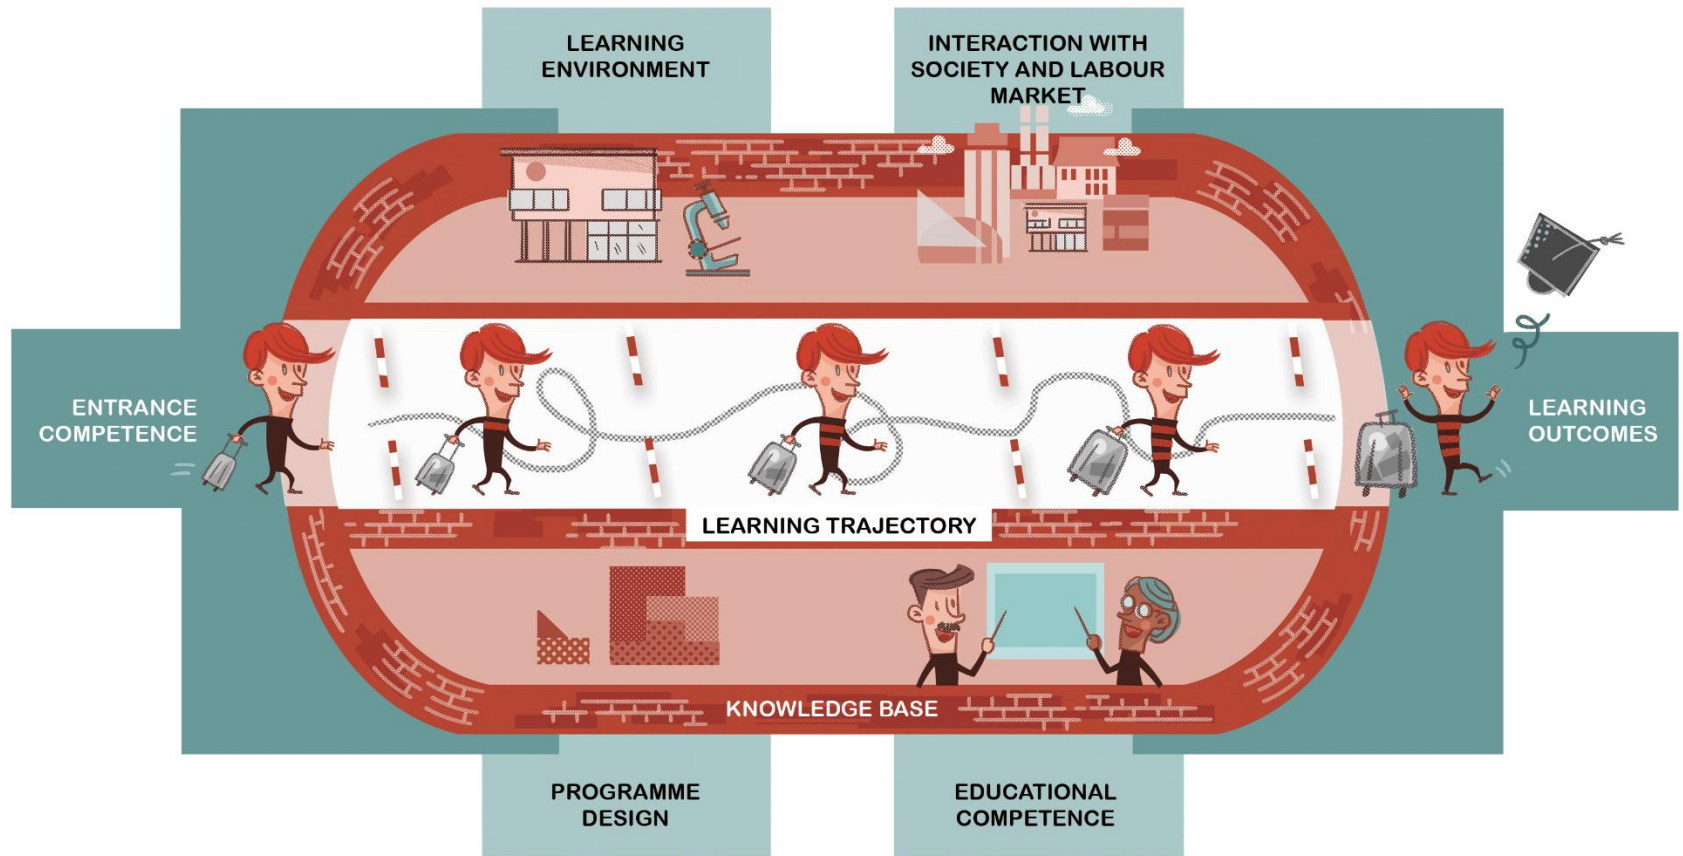 LEARNING
ENVIRONMENT
INTERACTION WITH
SOCIETY AND LABOUR
MARKET
ENTRANCE
COMPETENCE
LEARNING
OUTCOMES
LEARNING TRAJECTORY
KNOWLEDGE BASE
PROGRAMME
DESIGN
EDUCATIONAL
COMPETENCE